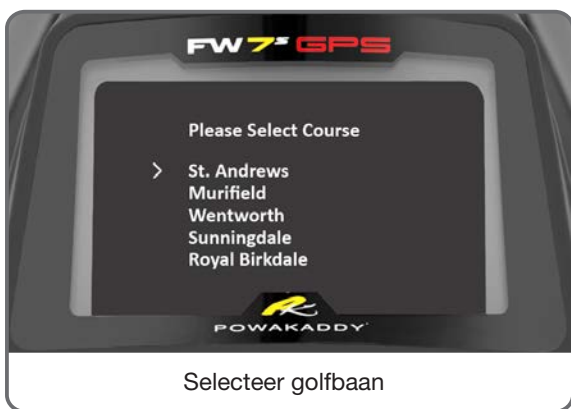 FW7s GPS
Please Select Course
> St. Andrews
Murifield
Wentworth
Sunningdale
Royal Birkdale
POWAKADDY
Selecteer golfbaan